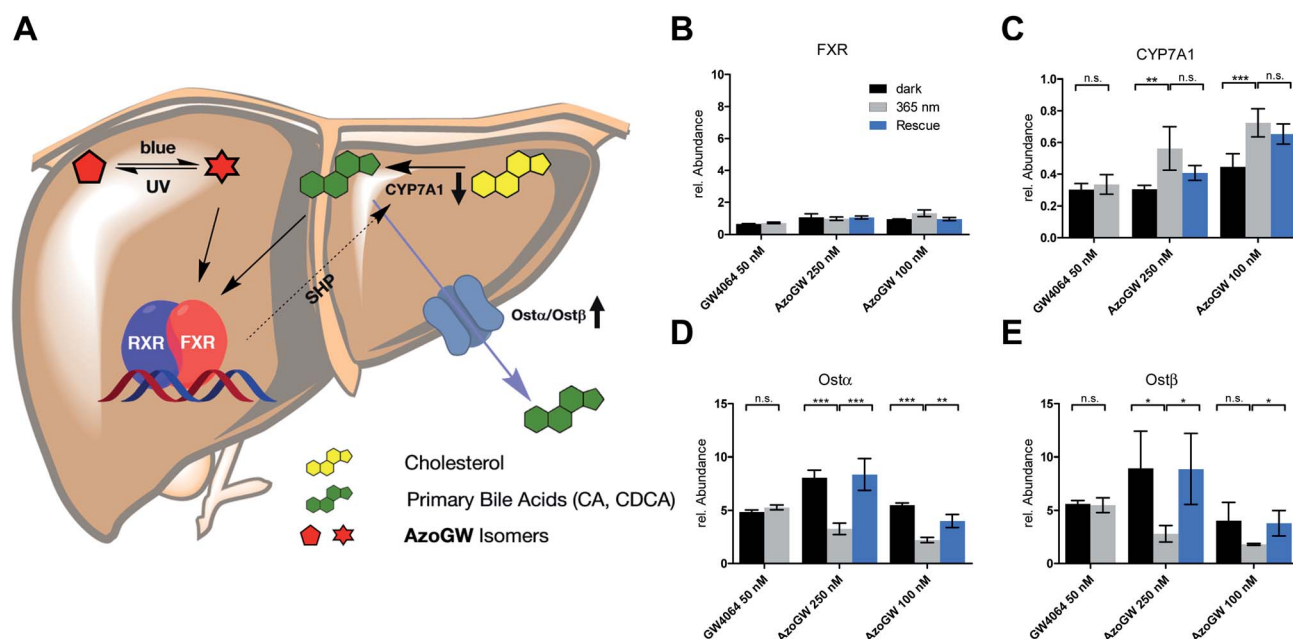 A
blue
UV
CYP7A1
SHP
Ostα/Ostβ
RXR
FXR
Cholesterol
Primary Bile Acids (CA, CDCA)
AzoGW Isomers
B
FXR
rel. Abundance
10
8
6
4
2
0
dark
365 nm
Rescue
GW4064 50 nM
AzoGW 250 nM
AzoGW 100 nM
C
CYP7A1
rel. Abundance
1.0
0.8
0.6
0.4
0.2
0.0
n.s.
**
n.s.
***
n.s.
GW4064 50 nM
AzoGW 250 nM
AzoGW 100 nM
D
Ostα
rel. Abundance
15
10
5
0
n.s.
***
***
***
**
GW4064 50 nM
AzoGW 250 nM
AzoGW 100 nM
E
Ostβ
rel. Abundance
15
10
5
0
n.s.
*
*
n.s.
*
GW4064 50 nM
AzoGW 250 nM
AzoGW 100 nM